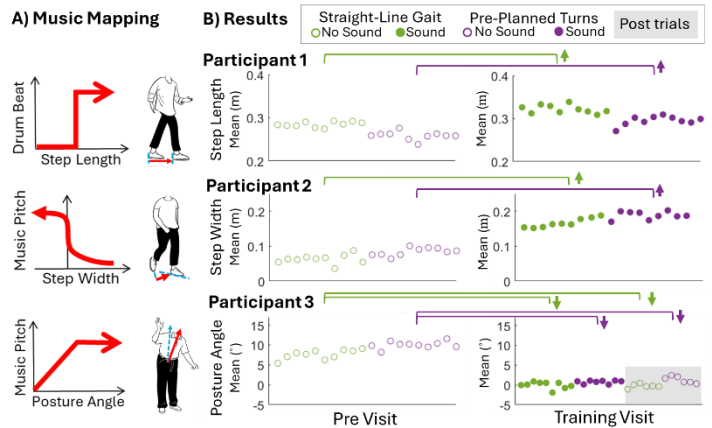 A) Music Mapping
B) Results
Straight-Line Gait
Pre-Planned Turns
Post trials
No Sound
Sound
No Sound
Sound
Drum Beat
Step Length
Music Pitch
Step Width
Music Pitch
Posture Angle
Participant 1
Step Length
Mean (m)
0.4
0.3
0.2
Mean (m)
0.4
0.3
0.2
Participant 2
Step Width
Mean (m)
0.2
0.1
0
Mean (m)
0.2
0.1
0
Participant 3
Posture Angle
Mean (°)
15
10
5
0
-5
Mean (°)
15
10
5
0
-5
Pre Visit
Training Visit